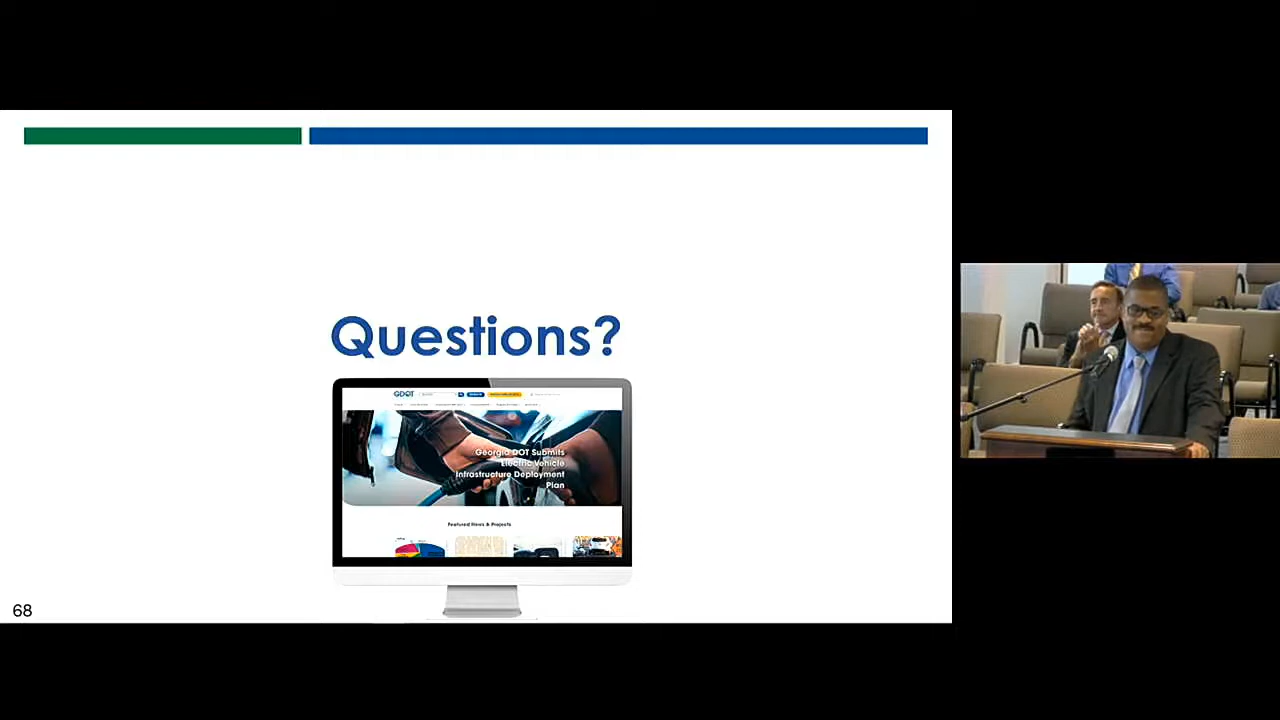 Questions?
GDOT
Georgia DOT Submits
Electric Vehicle
Infrastructure Deployment
Plan
Featured News & Projects
68